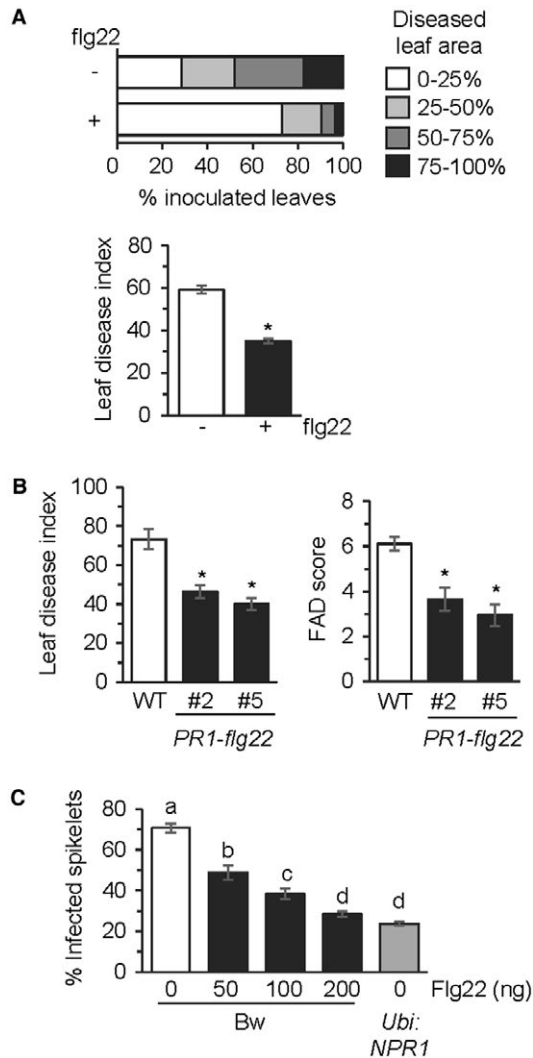 A
flg22
Diseased
leaf area
-
+
0-25%
25-50%
50-75%
75-100%
0 20 40 60 80 100
% inoculated leaves
80
60
40
20
0
Leaf disease index
*
- + flg22
B
100
80
60
40
20
0
Leaf disease index
* *
WT #2 #5
PR1-flg22
8
6
4
2
0
FAD score
* *
WT #2 #5
PR1-flg22
C
80
60
40
20
0
% Infected spikelets
a b c d d
0 50 100 200 0 Flg22 (ng)
Bw Ubi:
NPR1